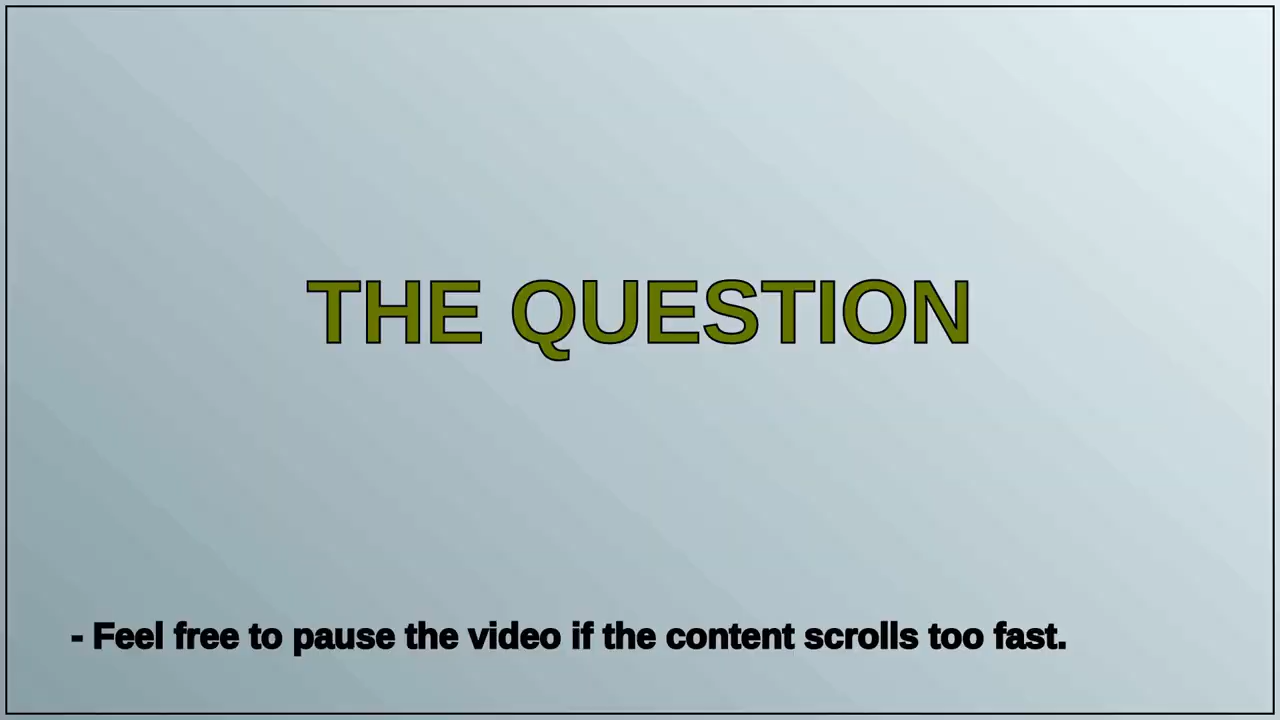 THE QUESTION
- Feel free to pause the video if the content scrolls too fast.